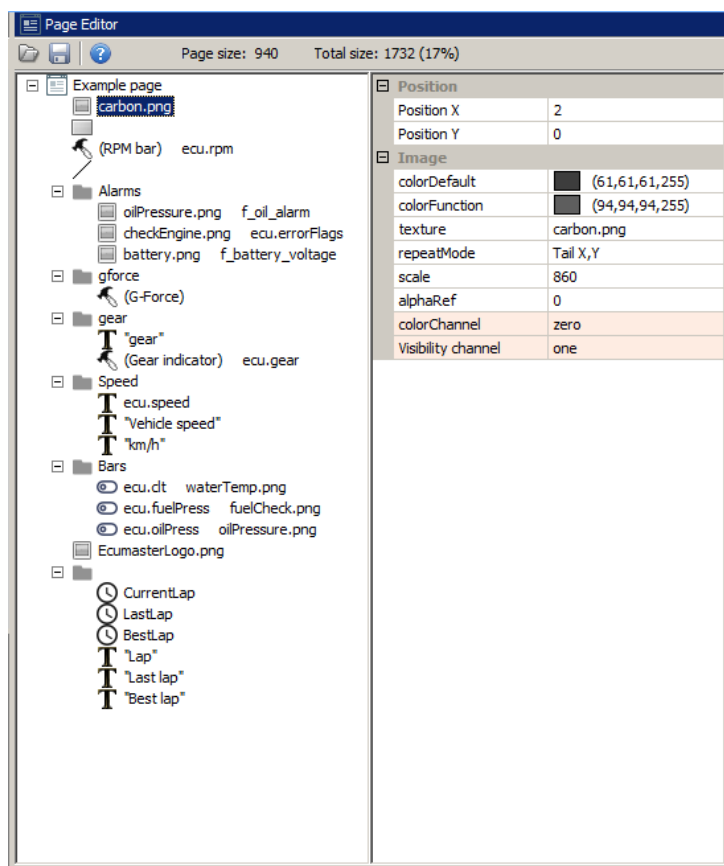 Page Editor
Page size: 940 Total size: 1732 (17%)
Example page
carbon.png
(RPM bar) ecu.rpm
Alarms
oilPressure.png f_oil_alarm
checkEngine.png ecu.errorFlags
battery.png f_battery_voltage
gforce
(G-Force)
gear
"gear"
(Gear indicator) ecu.gear
Speed
ecu.speed
"Vehicle speed"
"km/h"
Bars
ecu.clt waterTemp.png
ecu.fuelPress fuelCheck.png
ecu.oilPress oilPressure.png
EcumasterLogo.png
CurrentLap
LastLap
BestLap
"Lap"
"Last lap"
"Best lap"
Position
Position X 2
Position Y 0
Image
colorDefault (61,61,61,255)
colorFunction (94,94,94,255)
texture carbon.png
repeatMode Tail X,Y
scale 860
alphaRef 0
colorChannel zero
Visibility channel one